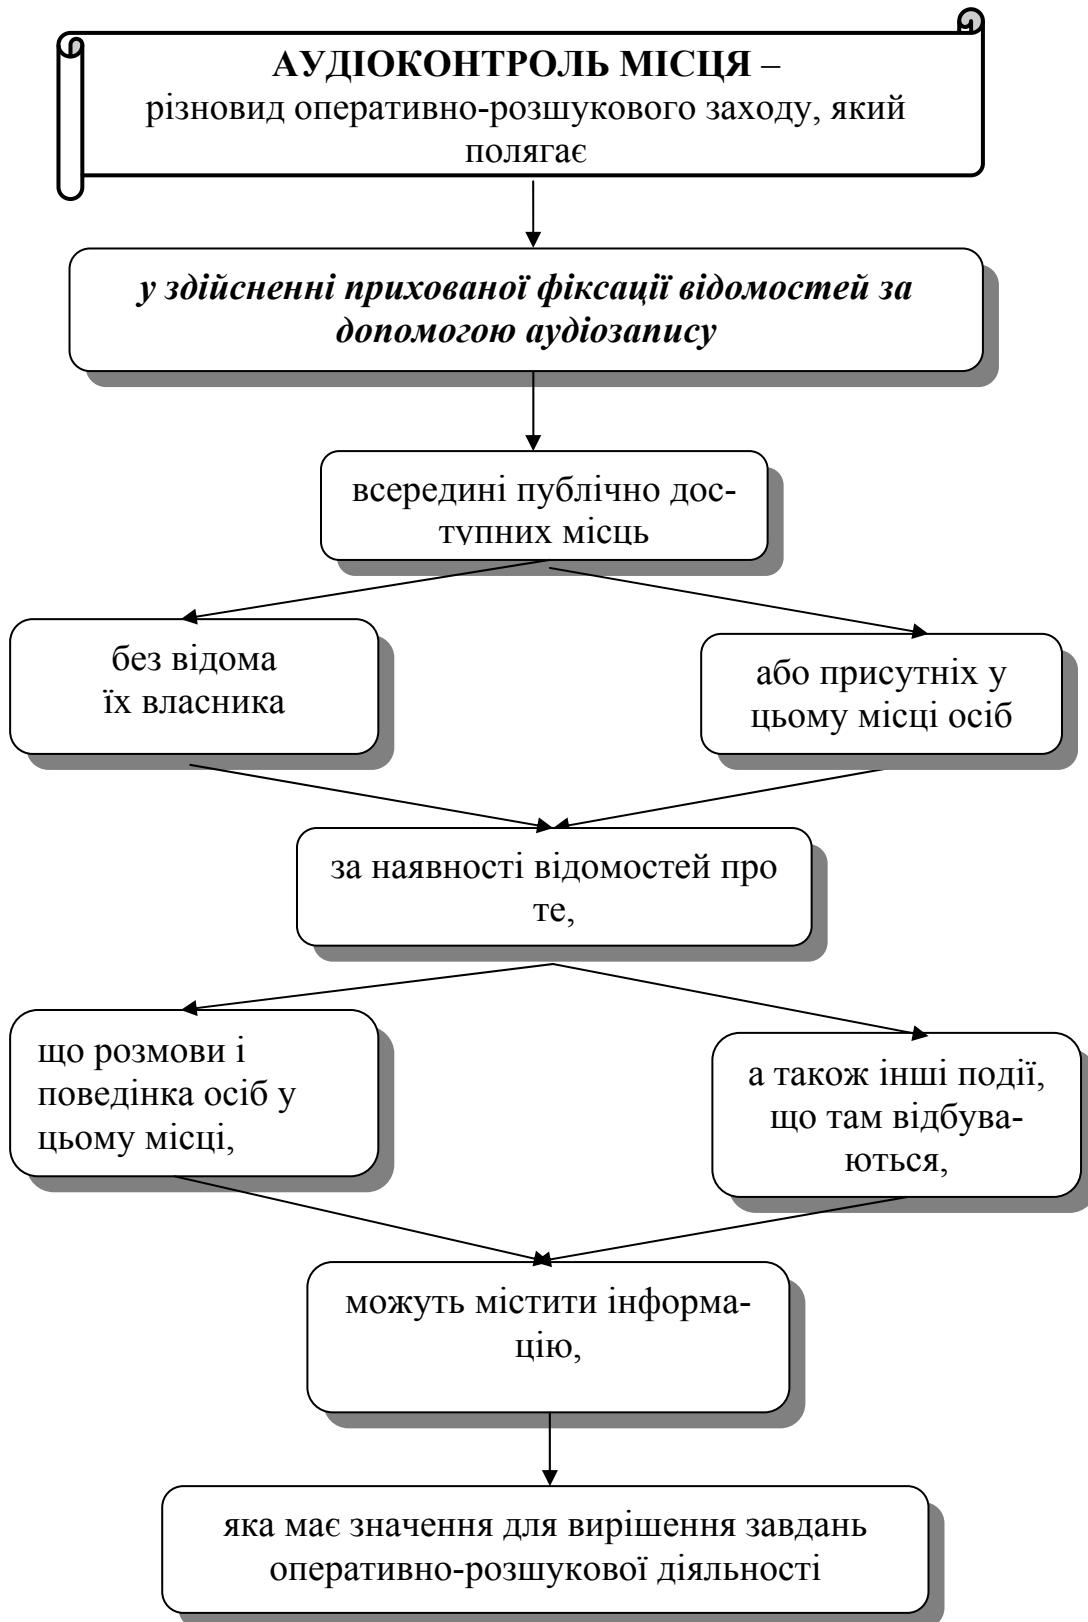 АУДІОКОНТРОЛЬ МІСЦЯ –
різновид оперативно-розшукового заходу, який
полягає
у здійсненні прихованої фіксації відомостей за
допомогою аудіозапису
всередині публічно дос-
тупних місць
без відома
їх власника
або присутніх у
цьому місці осіб
за наявності відомостей про
те,
що розмови і
поведінка осіб у
цьому місці,
а також інші події,
що там відбува-
ються,
можуть містити інформа-
цію,
яка має значення для вирішення завдань
оперативно-розшукової діяльності